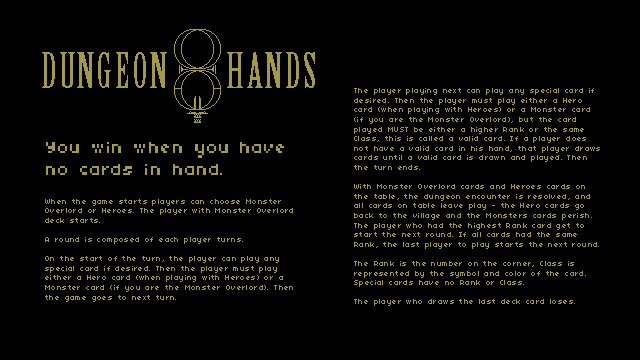 DUNGEON 8 HANDS
You win when you have
no cards in hand.
When the game starts players can choose Monster
Overlord or Heroes. The player with Monster Overlord
deck starts.
A round is composed of each player turns.
On the start of the turn, the player can play any
special card if desired. Then the player must play
either a Hero card (when playing with Heroes) or a
Monster card (if you are the Monster Overlord). Then
the game goes to next turn.
The player playing next can play any special card if
desired. Then the player must play either a Hero
card (when playing with Heroes) or a Monster card
(if you are the Monster Overlord), but the card
played MUST be either a higher Rank or the same
Class, this is called a valid card. If a player does
not have a valid card in his hand, that player draws
cards until a valid card is drawn and played. Then
the turn ends.
With Monster Overlord cards and Heroes cards on
the table, the dungeon encounter is resolved, and
all cards on table leave play - the Hero cards go
back to the village and the Monsters cards perish.
The player who had the highest Rank card get to
start the next round. If all cards had the same
Rank, the last player to play starts the next round.
The Rank is the number on the corner, Class is
represented by the symbol and color of the card.
Special cards have no Rank or Class.
The player who draws the last deck card loses.